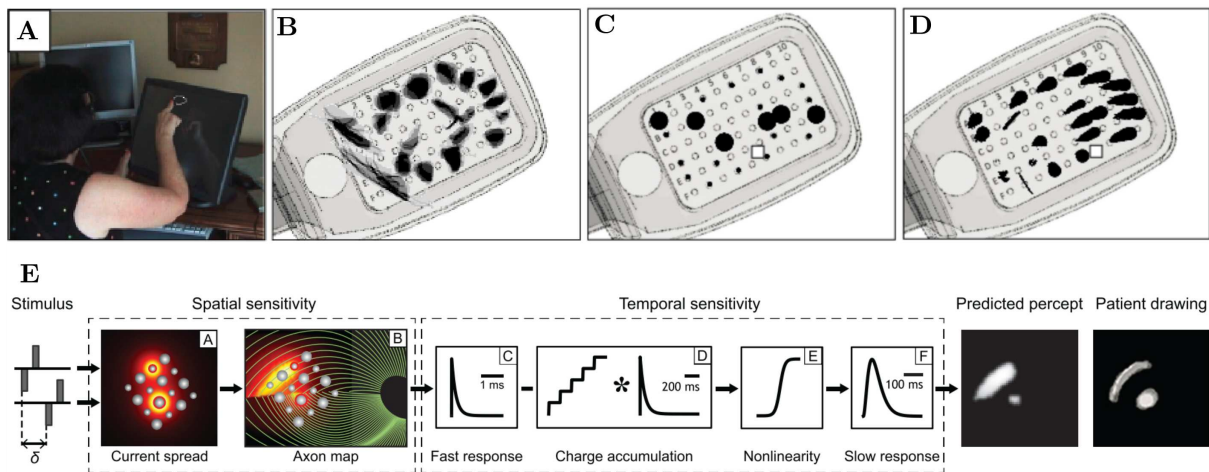 A
B
C
D
E
Stimulus
Spatial sensitivity
Temporal sensitivity
Predicted percept
Patient drawing
A
B
C
D
E
F
1 ms
*
200 ms
100 ms
δ
Current spread
Axon map
Fast response
Charge accumulation
Nonlinearity
Slow response